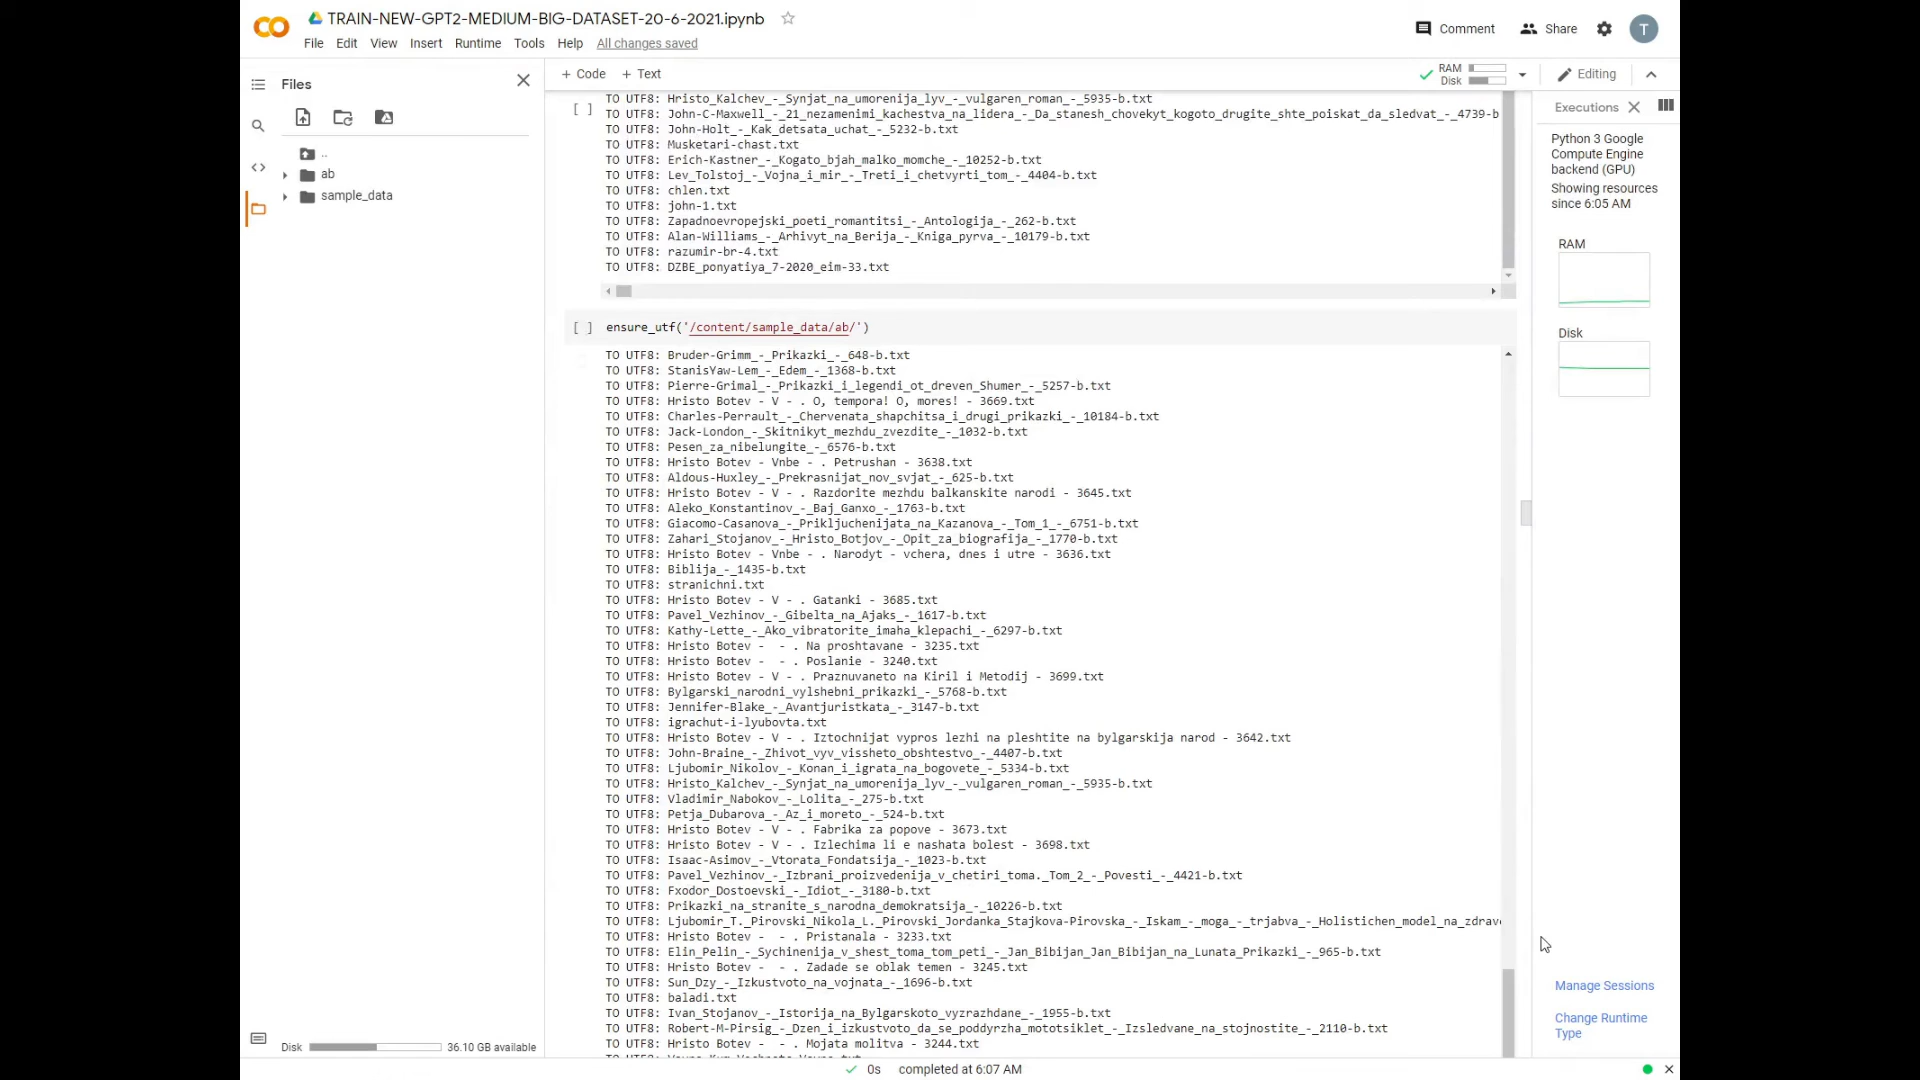 TRAIN-NEW-GPT2-MEDIUM-BIG-DATASET-20-6-2021.ipynb
File Edit View Insert Runtime Tools Help All changes saved
Comment Share T
Files
+ Code + Text
RAM
Disk
Editing
..
ab
sample_data
TO UTF8: Hristo_Kalchev_-_Synjat_na_umorenija_lyv_-_vulgaren_roman_-_5935-b.txt
[ ] TO UTF8: John-C-Maxwell_-_21_nezamenimi_kachestva_na_lidera_-_Da_stanesh_chovekyt_kogoto_drugite_shte_poiskat_da_sledvat_-_4739-b
TO UTF8: John-Holt_-_Kak_detsata_uchat_-_5232-b.txt
TO UTF8: Musketari-chast.txt
TO UTF8: Erich-Kastner_-_Kogato_bjah_malko_momche_-_10252-b.txt
TO UTF8: Lev_Tolstoj_-_Vojna_i_mir_-_Treti_i_chetvyrti_tom_-_4404-b.txt
TO UTF8: chlen.txt
TO UTF8: john-1.txt
TO UTF8: Zapadnoevropejski_poeti_romantitsi_-_Antologija_-_262-b.txt
TO UTF8: Alan-Williams_-_Arhivyt_na_Berija_-_Kniga_pyrva_-_10179-b.txt
TO UTF8: razumir-br-4.txt
TO UTF8: DZBE_ponyatiya_7-2020_eim-33.txt
[ ] ensure_utf('/content/sample_data/ab/')
TO UTF8: Bruder-Grimm_-_Prikazki_-_648-b.txt
TO UTF8: StanisYaw-Lem_-_Edem_-_1368-b.txt
TO UTF8: Pierre-Grimal_-_Prikazki_i_legendi_ot_dreven_Shumer_-_5257-b.txt
TO UTF8: Hristo Botev - V - . O, tempora! O, mores! - 3669.txt
TO UTF8: Charles-Perrault_-_Chervenata_shapchitsa_i_drugi_prikazki_-_10184-b.txt
TO UTF8: Jack-London_-_Skitnikyt_mezhdu_zvezdite_-_1032-b.txt
TO UTF8: Pesen_za_nibelungite_-_6576-b.txt
TO UTF8: Hristo Botev - Vnbe - . Petrushan - 3638.txt
TO UTF8: Aldous-Huxley_-_Prekrasnijat_nov_svjat_-_625-b.txt
TO UTF8: Hristo Botev - V - . Razdorite mezhdu balkanskite narodi - 3645.txt
TO UTF8: Aleko_Konstantinov_-_Baj_Ganxo_-_1763-b.txt
TO UTF8: Giacomo-Casanova_-_Prikljuchenijata_na_Kazanova_-_Tom_1_-_6751-b.txt
TO UTF8: Zahari_Stojanov_-_Hristo_Botjov_-_Opit_za_biografija_-_1770-b.txt
TO UTF8: Hristo Botev - Vnbe - . Narodyt - vchera, dnes i utre - 3636.txt
TO UTF8: Biblija_-_1435-b.txt
TO UTF8: stranichni.txt
TO UTF8: Hristo Botev - V - . Gatanki - 3685.txt
TO UTF8: Pavel_Vezhinov_-_Gibelta_na_Ajaks_-_1617-b.txt
TO UTF8: Kathy-Lette_-_Ako_vibratorite_imaha_klepachi_-_6297-b.txt
TO UTF8: Hristo Botev - - . Na proshtavane - 3235.txt
TO UTF8: Hristo Botev - - . Poslanie - 3240.txt
TO UTF8: Hristo Botev - V - . Praznuvaneto na Kiril i Metodij - 3699.txt
TO UTF8: Bylgarski_narodni_vylshebni_prikazki_-_5768-b.txt
TO UTF8: Jennifer-Blake_-_Avantjuristkata_-_3147-b.txt
TO UTF8: igrachut-i-lyubovta.txt
TO UTF8: Hristo Botev - V - . Iztochnijat vypros lezhi na pleshtite na bylgarskija narod - 3642.txt
TO UTF8: John-Braine_-_Zhivot_vyv_vissheto_obshtestvo_-_4407-b.txt
TO UTF8: Ljubomir_Nikolov_-_Konan_i_igrata_na_bogovete_-_5334-b.txt
TO UTF8: Hristo_Kalchev_-_Synjat_na_umorenija_lyv_-_vulgaren_roman_-_5935-b.txt
TO UTF8: Vladimir_Nabokov_-_Lolita_-_275-b.txt
TO UTF8: Petja_Dubarova_-_Az_i_moreto_-_524-b.txt
TO UTF8: Hristo Botev - V - . Fabrika za popove - 3673.txt
TO UTF8: Hristo Botev - V - . Izlechima li e nashata bolest - 3698.txt
TO UTF8: Isaac-Asimov_-_Vtorata_Fondatsija_-_1023-b.txt
TO UTF8: Pavel_Vezhinov_-_Izbrani_proizvedenija_v_chetiri_toma._Tom_2_-_Povesti_-_4421-b.txt
TO UTF8: Fxodor_Dostoevski_-_Idiot_-_3180-b.txt
TO UTF8: Prikazki_na_stranite_s_narodna_demokratsija_-_10226-b.txt
TO UTF8: Ljubomir_T._Pirovski_Nikola_L._Pirovski_Jordanka_Stajkova-Pirovska_-_Iskam_-_moga_-_trjabva_-_Holistichen_model_na_zdrav
TO UTF8: Hristo Botev - - . Pristanala - 3233.txt
TO UTF8: Elin_Pelin_-_Sychinenija_v_shest_toma_tom_peti_-_Jan_Bibijan_Jan_Bibijan_na_Lunata_Prikazki_-_965-b.txt
TO UTF8: Hristo Botev - - . Zadade se oblak temen - 3245.txt
TO UTF8: Sun_Dzy_-_Izkustvoto_na_vojnata_-_1696-b.txt
TO UTF8: baladi.txt
TO UTF8: Ivan_Stojanov_-_Istorija_na_Bylgarskoto_vyzrazhdane_-_1955-b.txt
TO UTF8: Robert-M-Pirsig_-_Dzen_i_izkustvoto_da_se_poddyrzha_mototsiklet_-_Izsledvane_na_stojnostite_-_2110-b.txt
TO UTF8: Hristo Botev - - . Mojata molitva - 3244.txt
Executions
Python 3 Google
Compute Engine
backend (GPU)
Showing resources
since 6:05 AM
RAM
Disk
Manage Sessions
Change Runtime
Type
Disk 36.10 GB available
0s completed at 6:07 AM